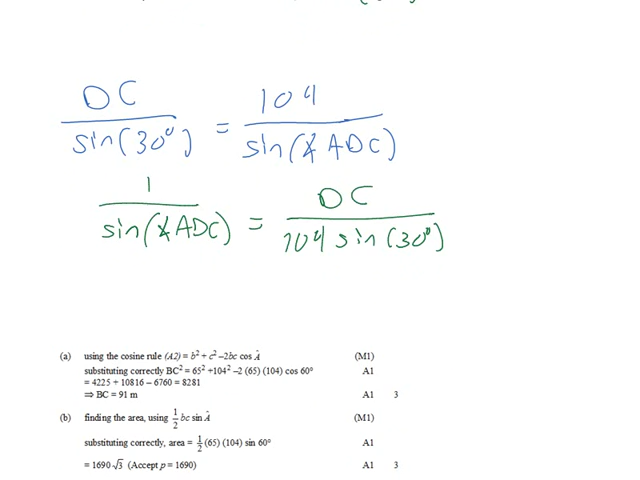 DC / sin(30°) = 104 / sin(∡ADC)
1 / sin(∡ADC) = DC / 104 sin(30°)
(a) using the cosine rule (A2) = b² + c² –2bc cos Â (M1)
substituting correctly BC² = 65² +104² –2 (65) (104) cos 60° A1
= 4225 + 10816 – 6760 = 8281
⇒ BC = 91 m A1 3
(b) finding the area, using 1/2 bc sin Â (M1)
substituting correctly, area = 1/2 (65) (104) sin 60° A1
= 1690 √3 (Accept p = 1690) A1 3